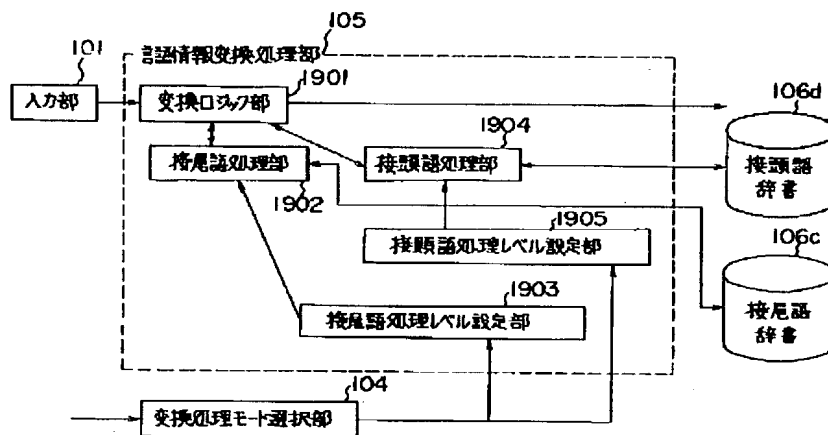 105
言語情報変換処理部
101
入力部
1901
変換ロジック部
1904
106d
接尾語処理部
1902
接頭語処理部
接頭語
辞書
1905
接頭語処理レベル設定部
106c
1903
接尾語処理レベル設定部
接尾語
辞書
104
変換処理モード選択部